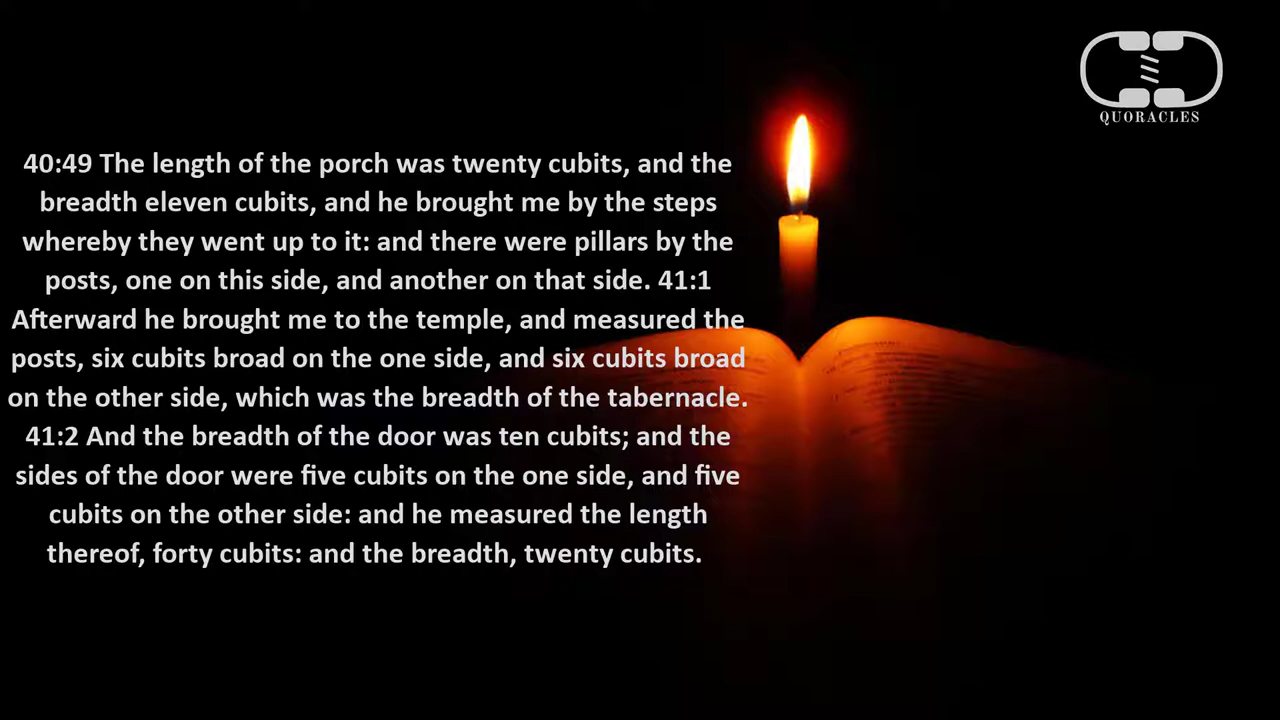 QUORACLES
40:49 The length of the porch was twenty cubits, and the
breadth eleven cubits, and he brought me by the steps
whereby they went up to it: and there were pillars by the
posts, one on this side, and another on that side. 41:1
Afterward he brought me to the temple, and measured the
posts, six cubits broad on the one side, and six cubits broad
on the other side, which was the breadth of the tabernacle.
41:2 And the breadth of the door was ten cubits; and the
sides of the door were five cubits on the one side, and five
cubits on the other side: and he measured the length
thereof, forty cubits: and the breadth, twenty cubits.